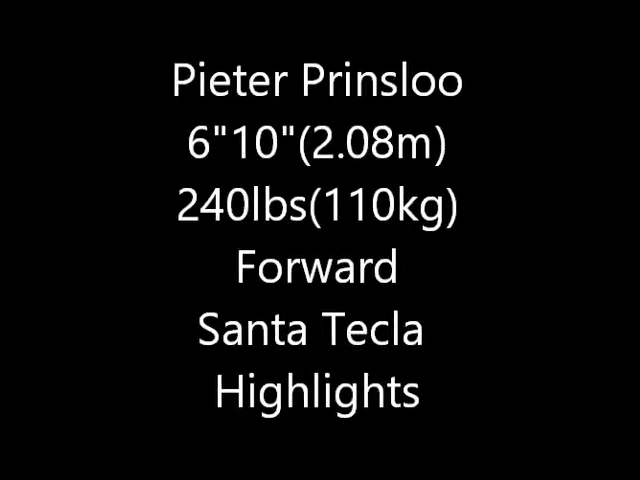 Pieter Prinsloo
6"10"(2.08m)
240lbs(110kg)
Forward
Santa Tecla
Highlights